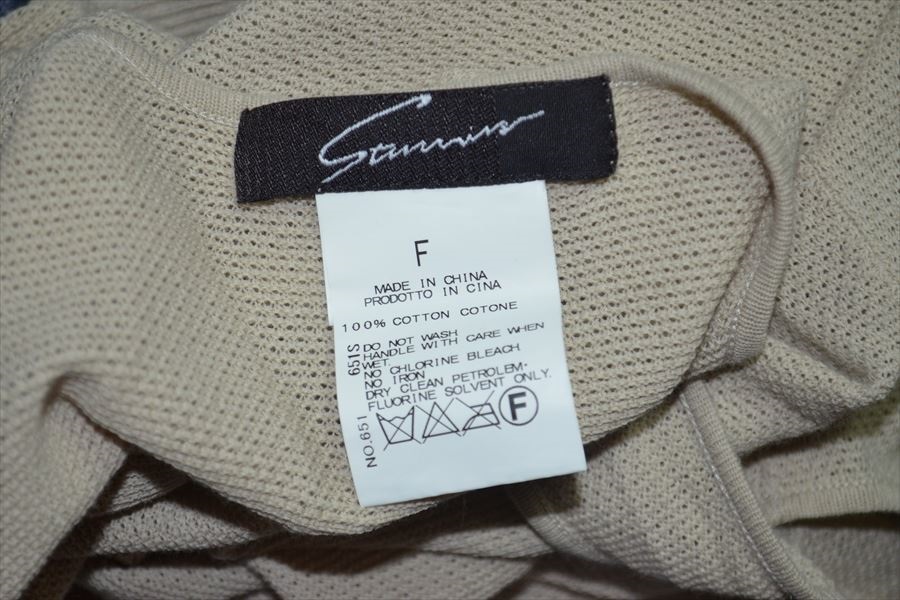 F
MADE IN CHINA
PRODOTTO IN CINA
100% COTTON COTONE
651S
DO NOT WASH
HANDLE WITH CARE WHEN
WET.
NO CHLORINE BLEACH
NO IRON
DRY CLEAN PETROLEM·
FLUORINE SOLVENT ONLY.
NO.651
F